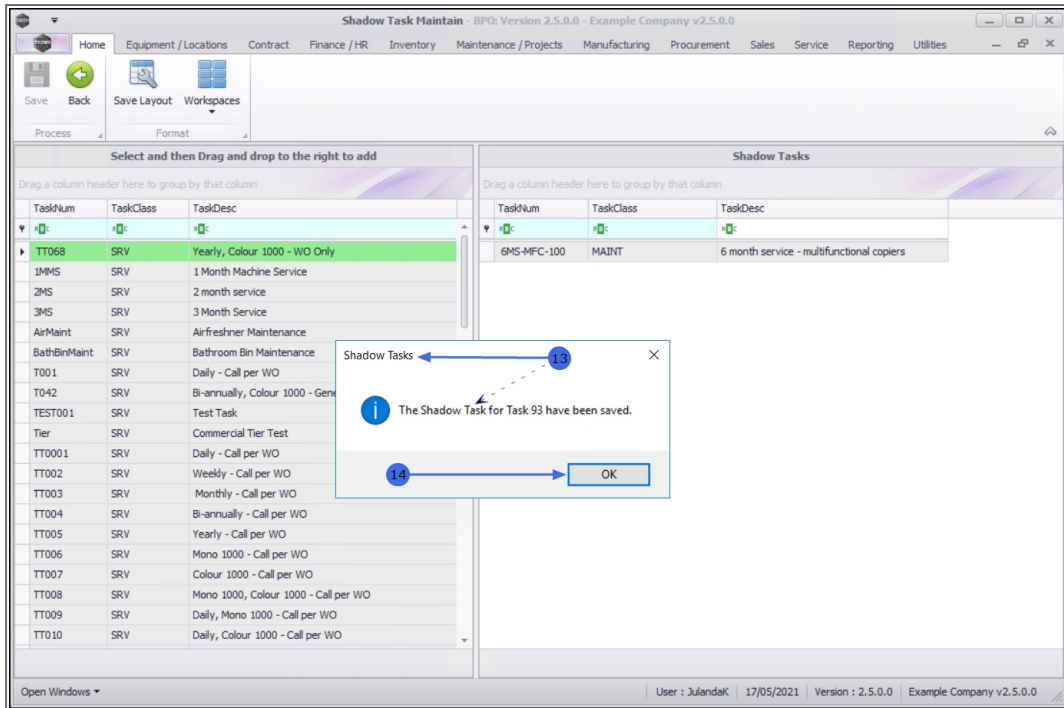 Shadow Task Maintain - BPO: Version 2.5.0.0 - Example Company v2.5.0.0
Home Equipment / Locations Contract Finance / HR Inventory Maintenance / Projects Manufacturing Procurement Sales Service Reporting Utilities
Save Back Save Layout Workspaces
Process Format
Select and then Drag and drop to the right to add
Drag a column header here to group by that column
TaskNum TaskClass TaskDesc
TT068 SRV Yearly, Colour 1000 - WO Only
1MMS SRV 1 Month Machine Service
2MS SRV 2 month service
3MS SRV 3 Month Service
AirMaint SRV Airfreshner Maintenance
BathBinMaint SRV Bathroom Bin Maintenance
T001 SRV Daily - Call per WO
T042 SRV Bi-annually, Colour 1000 - Gene
TEST001 SRV Test Task
Tier SRV Commercial Tier Test
TT0001 SRV Daily - Call per WO
TT002 SRV Weekly - Call per WO
TT003 SRV Monthly - Call per WO
TT004 SRV Bi-annually - Call per WO
TT005 SRV Yearly - Call per WO
TT006 SRV Mono 1000 - Call per WO
TT007 SRV Colour 1000 - Call per WO
TT008 SRV Mono 1000, Colour 1000 - Call per WO
TT009 SRV Daily, Mono 1000 - Call per WO
TT010 SRV Daily, Colour 1000 - Call per WO
Shadow Tasks
Drag a column header here to group by that column
TaskNum TaskClass TaskDesc
6MS-MFC-100 MAINT 6 month service - multifunctional copiers
Shadow Tasks 13
The Shadow Task for Task 93 have been saved.
14 OK
Open Windows User : JulandaK 17/05/2021 Version : 2.5.0.0 Example Company v2.5.0.0